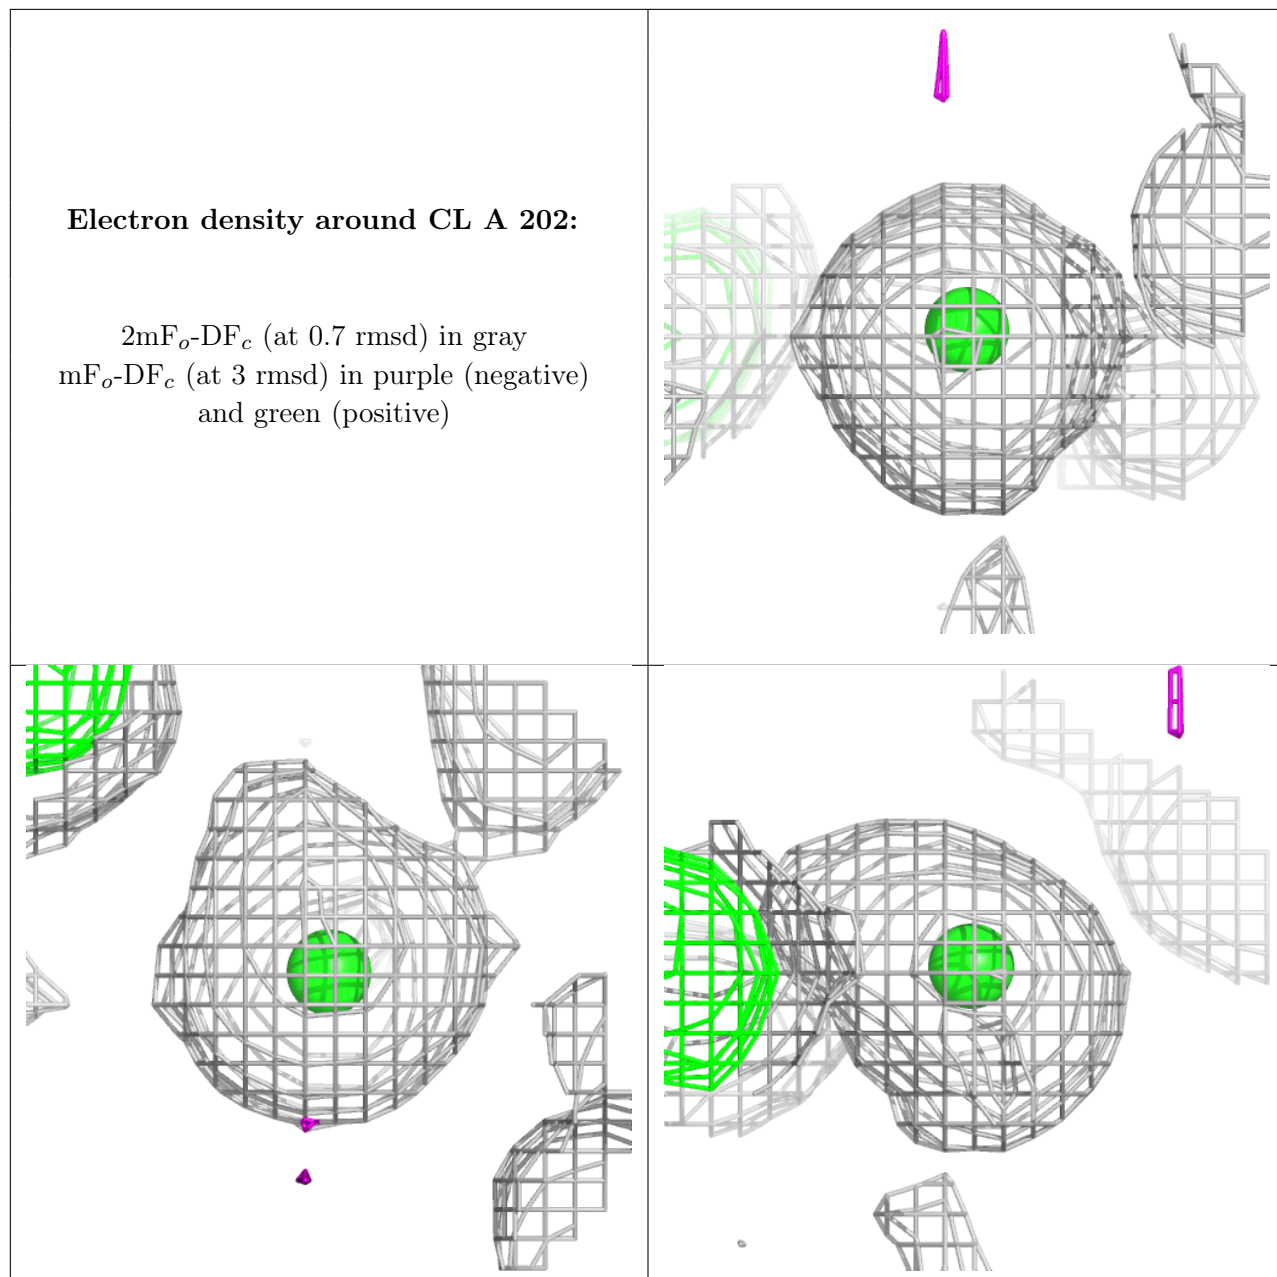 Electron density around CL A 202:
2mFo-DFc (at 0.7 rmsd) in gray
mFo-DFc (at 3 rmsd) in purple (negative)
and green (positive)